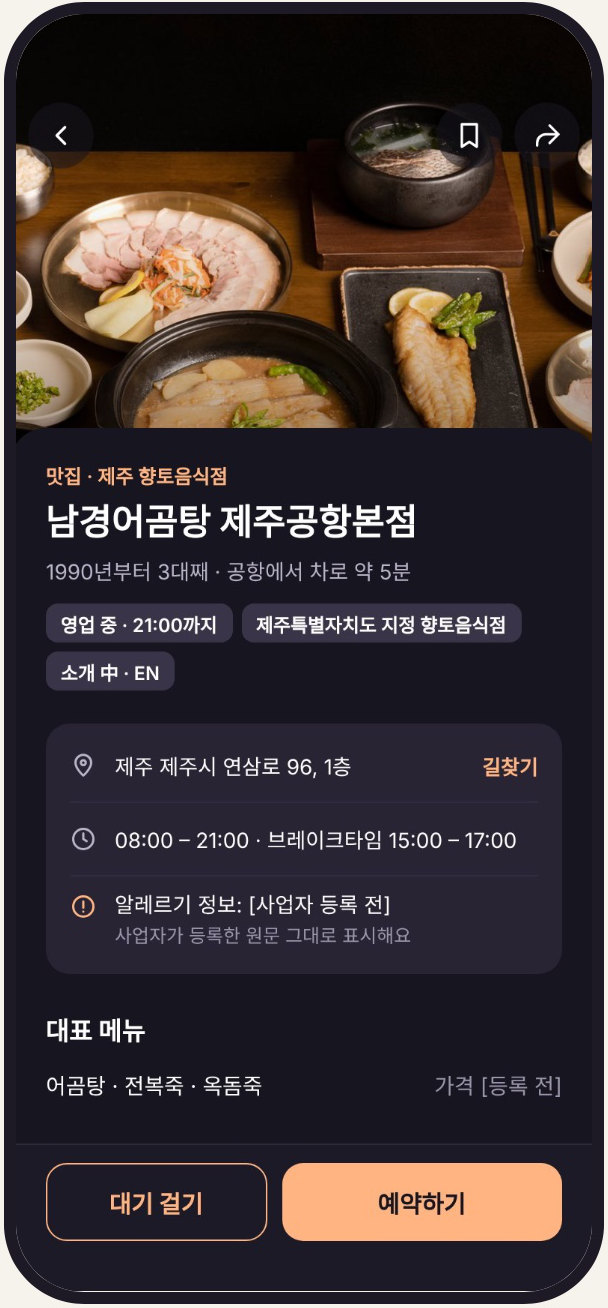 맛집 · 제주 향토음식점
남경어곰탕 제주공항본점
1990년부터 3대째 · 공항에서 차로 약 5분
영업 중 · 21:00까지
제주특별자치도 지정 향토음식점
소개 中 · EN
제주 제주시 연삼로 96, 1층
길찾기
08:00 – 21:00 · 브레이크타임 15:00 – 17:00
알레르기 정보: [사업자 등록 전]
사업자가 등록한 원문 그대로 표시해요
대표 메뉴
어곰탕 · 전복죽 · 옥돔죽
가격 [등록 전]
대기 걸기
예약하기